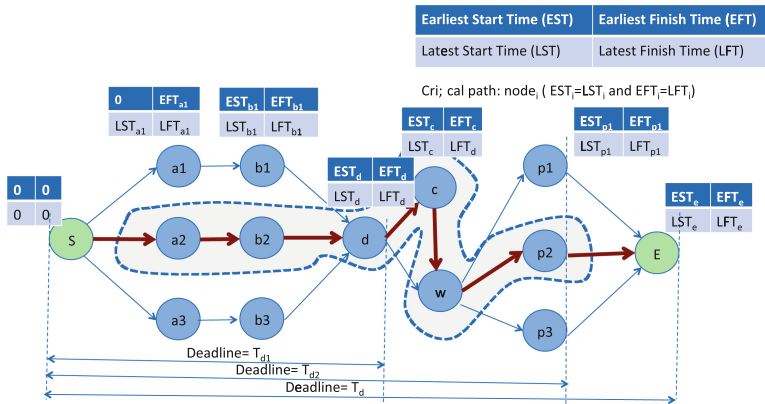 Earliest Start Time (EST) Earliest Finish Time (EFT)
Latest Start Time (LST) Latest Finish Time (LFT)
Cri; cal path: nodei ( ESTi=LSTi and EFTi=LFTi)
0 EFTa1
LSTa1 LFTa1
ESTb1 EFTb1
LSTb1 LFTb1
ESTc EFTc
LSTc LFTd
ESTp1 EFTp1
LSTp1 LFTp1
ESTd EFTd
LSTd LFTd
0 0
0 0
ESTe EFTe
LSTe LFTe
a1 b1 p1
c
S a2 b2 d p2 E
w
a3 b3 p3
Deadline= Td1
Deadline= Td2
Deadline= Td